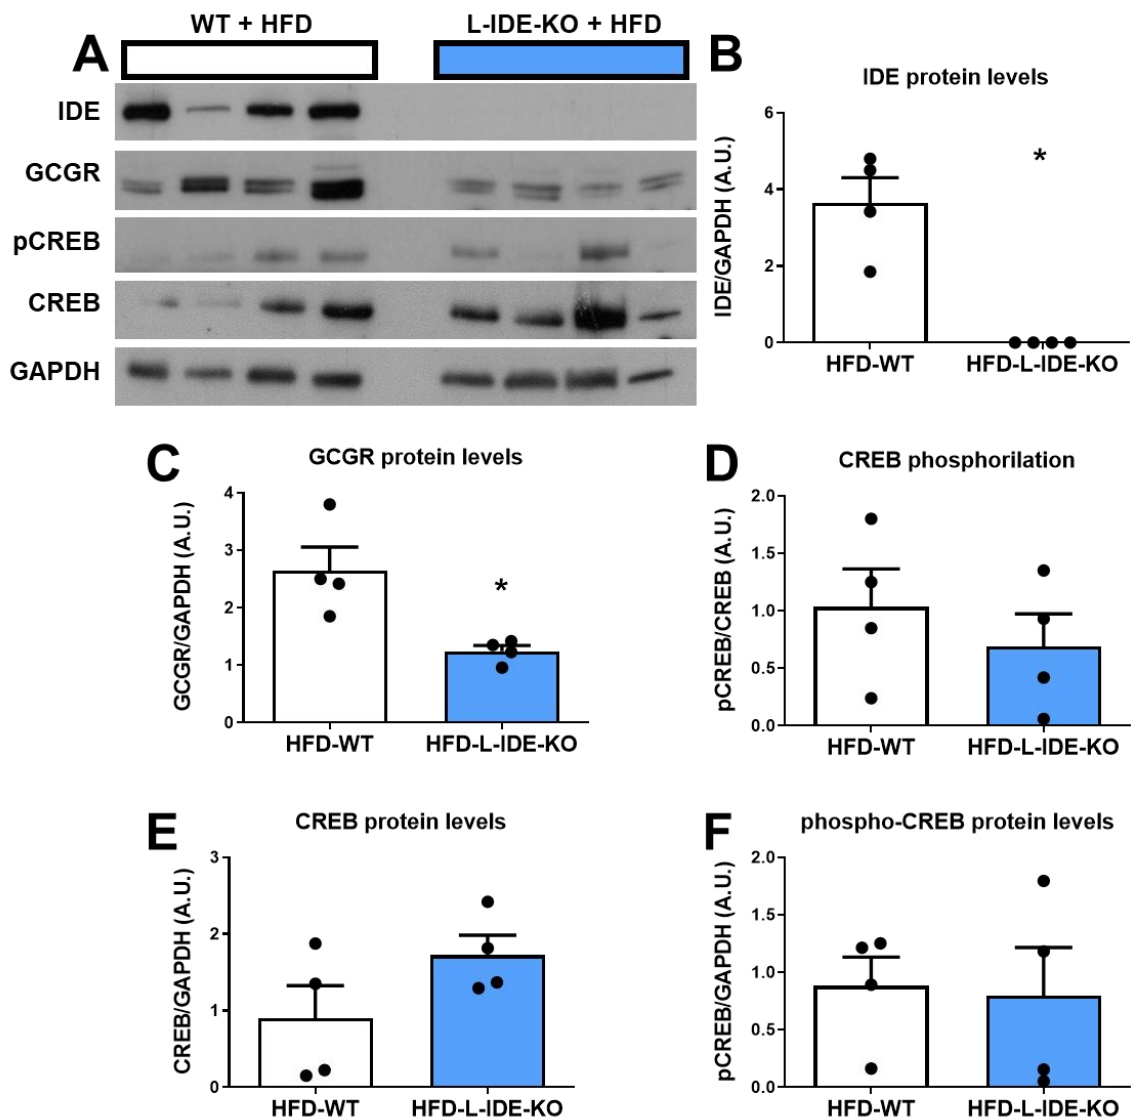 WT + HFD
L-IDE-KO + HFD
A
IDE
GCGR
pCREB
CREB
GAPDH
B
IDE protein levels
IDE/GAPDH (A.U.)
6
4
2
0
*
HFD-WT
HFD-L-IDE-KO
C
GCGR protein levels
GCGR/GAPDH (A.U.)
4
3
2
1
0
*
HFD-WT
HFD-L-IDE-KO
D
CREB phosphorilation
pCREB/CREB (A.U.)
2.0
1.5
1.0
0.5
0.0
HFD-WT
HFD-L-IDE-KO
E
CREB protein levels
CREB/GAPDH (A.U.)
3
2
1
0
HFD-WT
HFD-L-IDE-KO
F
phospho-CREB protein levels
pCREB/GAPDH (A.U.)
2.0
1.5
1.0
0.5
0.0
HFD-WT
HFD-L-IDE-KO